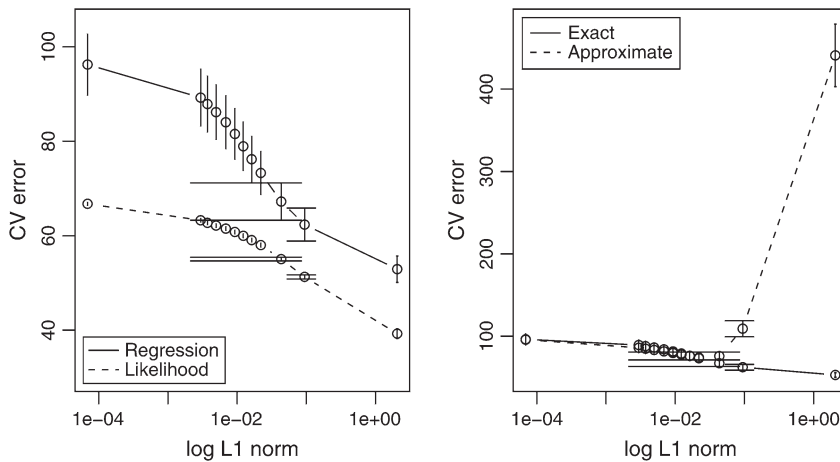 CV error
100
80
60
40
Regression
Likelihood
1e−04
1e−02
1e+00
log L1 norm
CV error
400
300
200
100
Exact
Approximate
1e−04
1e−02
1e+00
log L1 norm